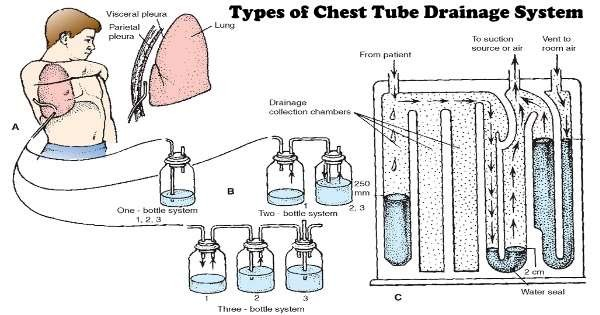 Types of Chest Tube Drainage System
Visceral pleura
Parietal
pleura
Lung
A
To suction
source or air
Vent to
room air
From patient
Drainage
collection chambers
B
One - bottle system
1, 2, 3
1
Two - bottle system
2, 3
250
mm
1
2
3
Three - bottle system
2 cm
Water seal
C